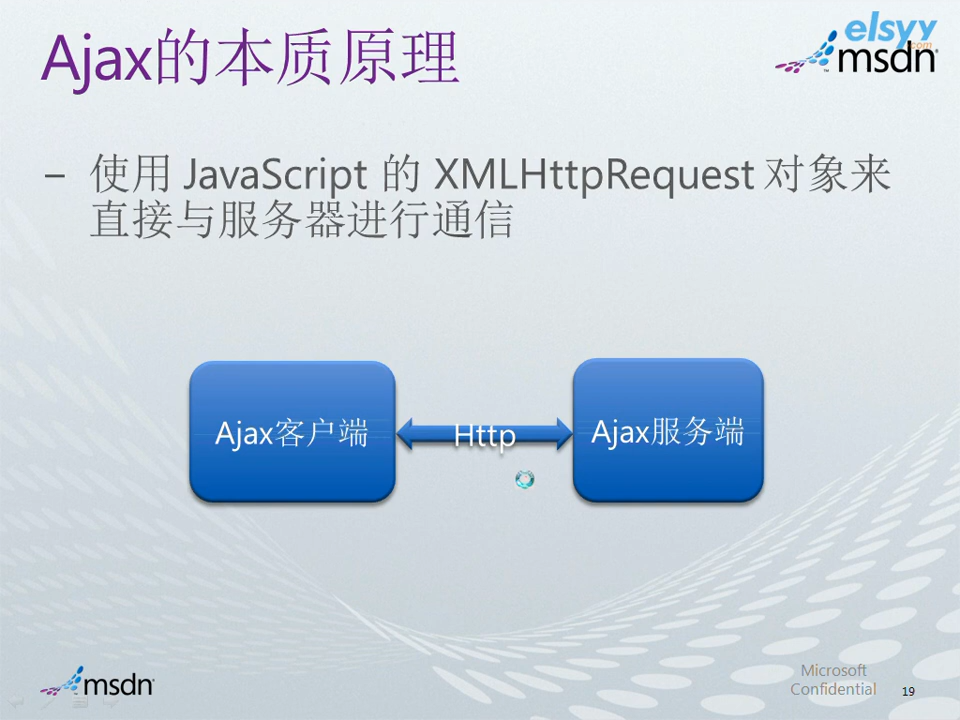 Ajax的本质原理
elsyy
.com
msdn
– 使用 JavaScript 的 XMLHttpRequest 对象来
直接与服务器进行通信
Ajax客户端
Http
Ajax服务端
msdn
Microsoft
Confidential
19